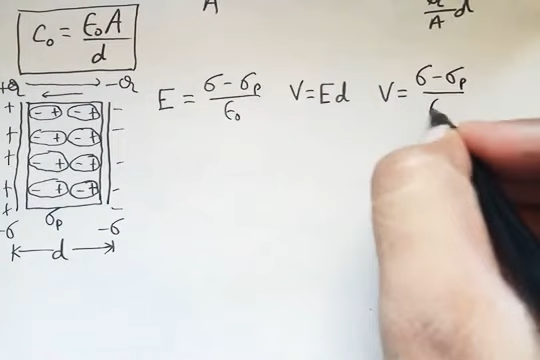 A
C₀ = ε₀A / d
A d
+Q → -Q
E = σ - σₚ / ε₀ V = Ed V = σ - σₚ / ε
+ - + - + -
+ - + - + -
+ - + - + -
+ - + - + -
+ -
-σ σₚ -σ
d